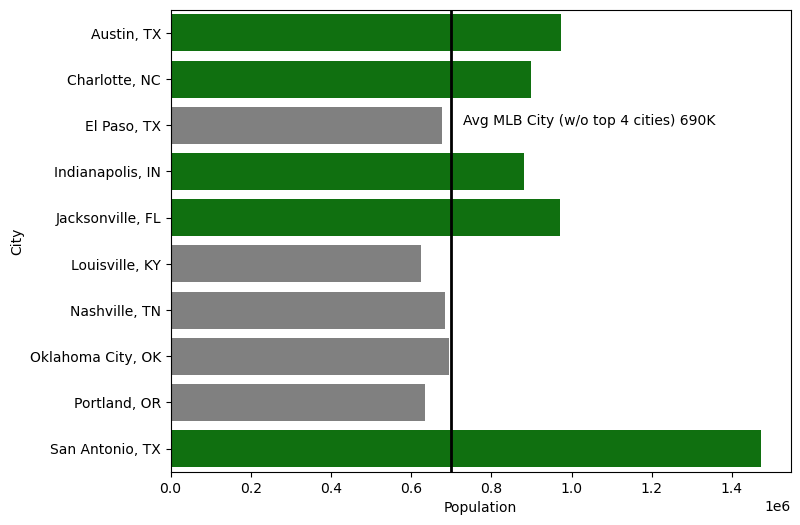 Austin, TX
Charlotte, NC
El Paso, TX
Avg MLB City (w/o top 4 cities) 690K
Indianapolis, IN
Jacksonville, FL
City
Louisville, KY
Nashville, TN
Oklahoma City, OK
Portland, OR
San Antonio, TX
0.0 0.2 0.4 0.6 0.8 1.0 1.2 1.4
Population
1e6